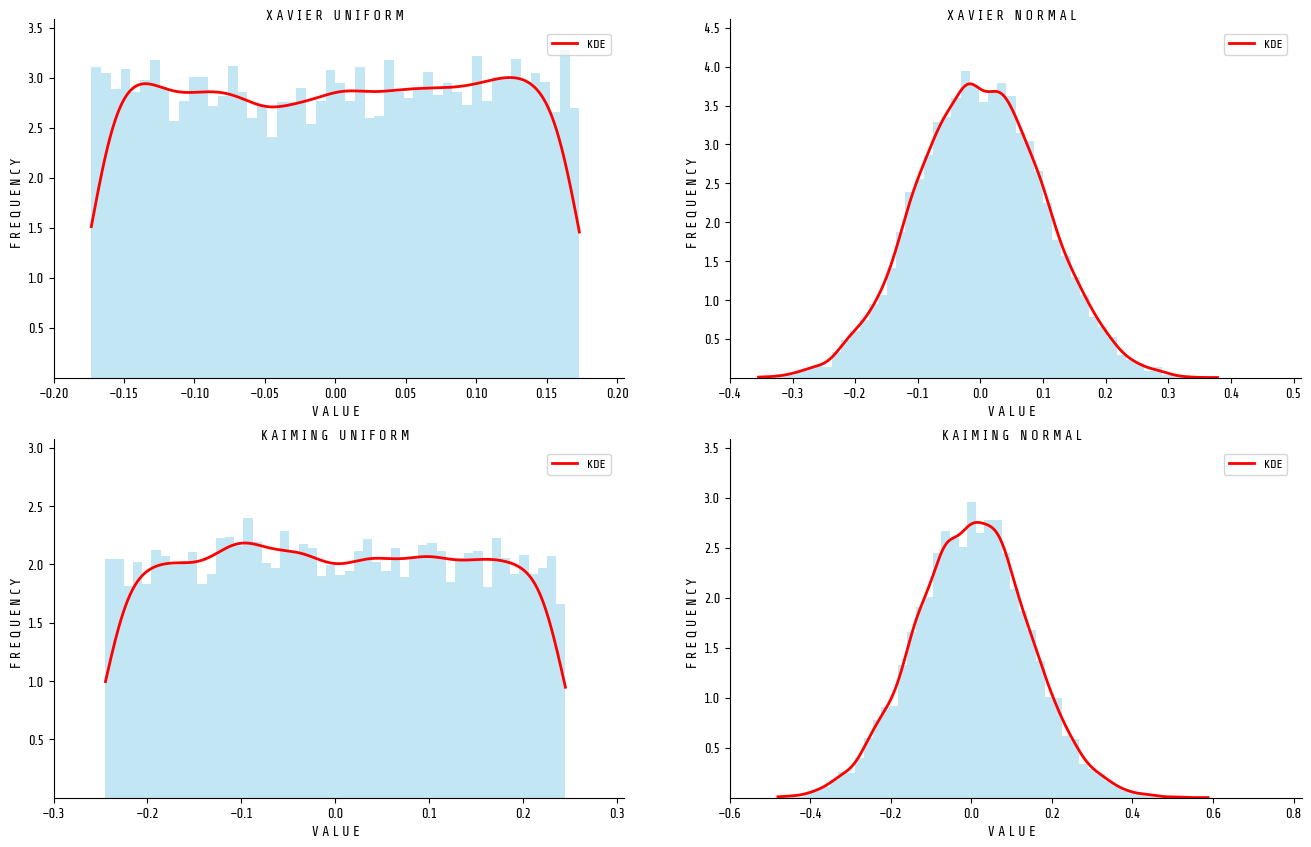 XAVIER UNIFORM
KDE
FREQUENCY
3.5
3.0
2.5
2.0
1.5
1.0
0.5
−0.20 −0.15 −0.10 −0.05 0.00 0.05 0.10 0.15 0.20
VALUE
XAVIER NORMAL
KDE
FREQUENCY
4.5
4.0
3.5
3.0
2.5
2.0
1.5
1.0
0.5
−0.4 −0.3 −0.2 −0.1 0.0 0.1 0.2 0.3 0.4 0.5
VALUE
KAIMING UNIFORM
KDE
FREQUENCY
3.0
2.5
2.0
1.5
1.0
0.5
−0.3 −0.2 −0.1 0.0 0.1 0.2 0.3
VALUE
KAIMING NORMAL
KDE
FREQUENCY
3.5
3.0
2.5
2.0
1.5
1.0
0.5
−0.6 −0.4 −0.2 0.0 0.2 0.4 0.6 0.8
VALUE